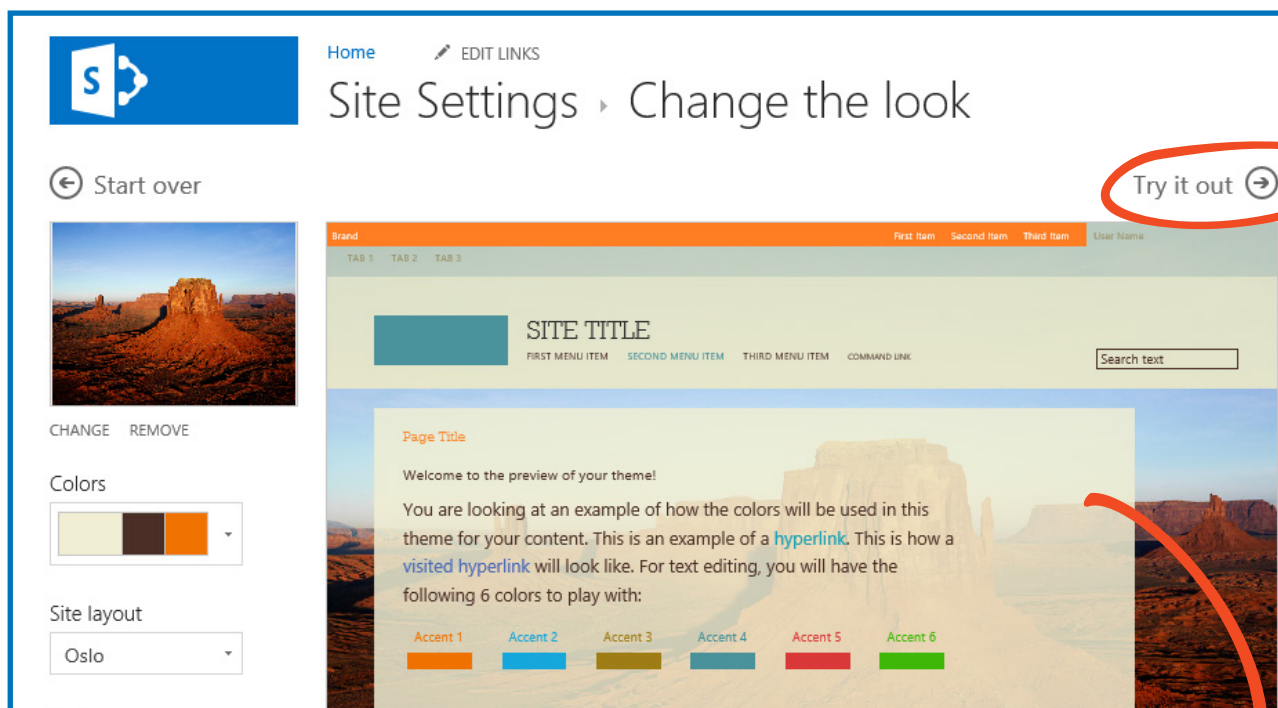 S
Home EDIT LINKS
Site Settings Change the look
Start over
Try it out
Brand First Item Second Item Third Item User Name
TAB 1 TAB 2 TAB 3
SITE TITLE
FIRST MENU ITEM SECOND MENU ITEM THIRD MENU ITEM COMMAND LINK
Search text
CHANGE REMOVE
Colors
Site layout
Oslo
Page Title
Welcome to the preview of your theme!
You are looking at an example of how the colors will be used in this
theme for your content. This is an example of a hyperlink. This is how a
visited hyperlink will look like. For text editing, you will have the
following 6 colors to play with:
Accent 1 Accent 2 Accent 3 Accent 4 Accent 5 Accent 6